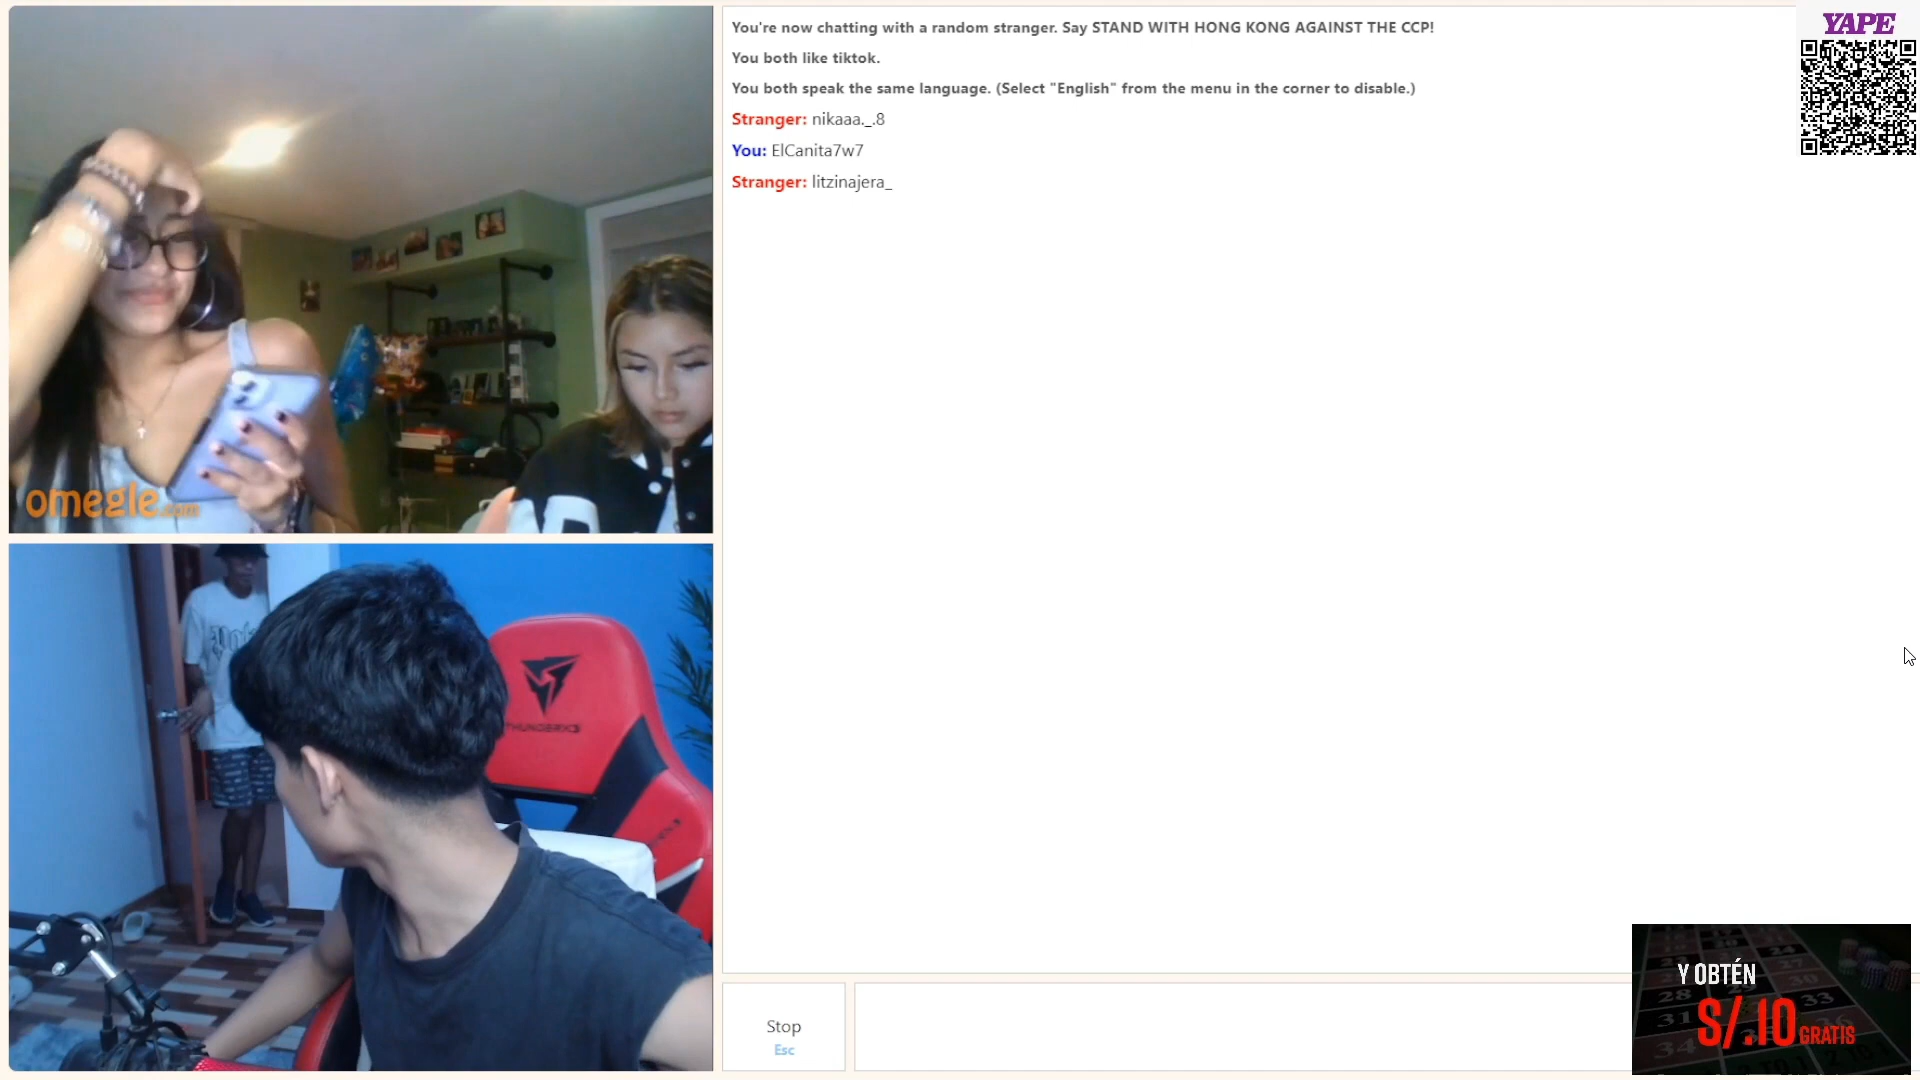 You're now chatting with a random stranger. Say STAND WITH HONG KONG AGAINST THE CCP!
You both like tiktok.
You both speak the same language. (Select "English" from the menu in the corner to disable.)
Stranger: nikaaa._.8
You: ElCanita7w7
Stranger: litzinajera_
YAPE
omegle.com
THUNDERX3
Stop
Esc
Y OBTÉN
S/.10 GRATIS